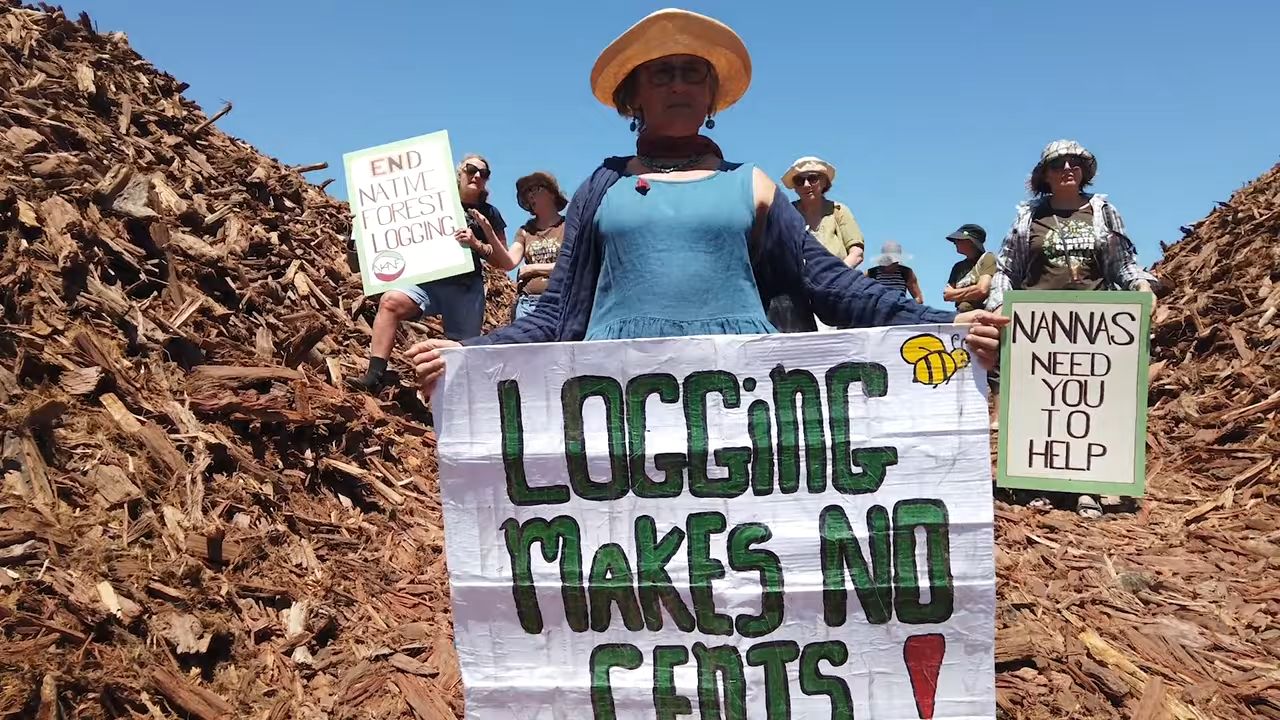 END
NATIVE
FOREST
LOGGING
LOGGING
MAKES NO
CENTS!
NANNAS
NEED
YOU
TO
HELP